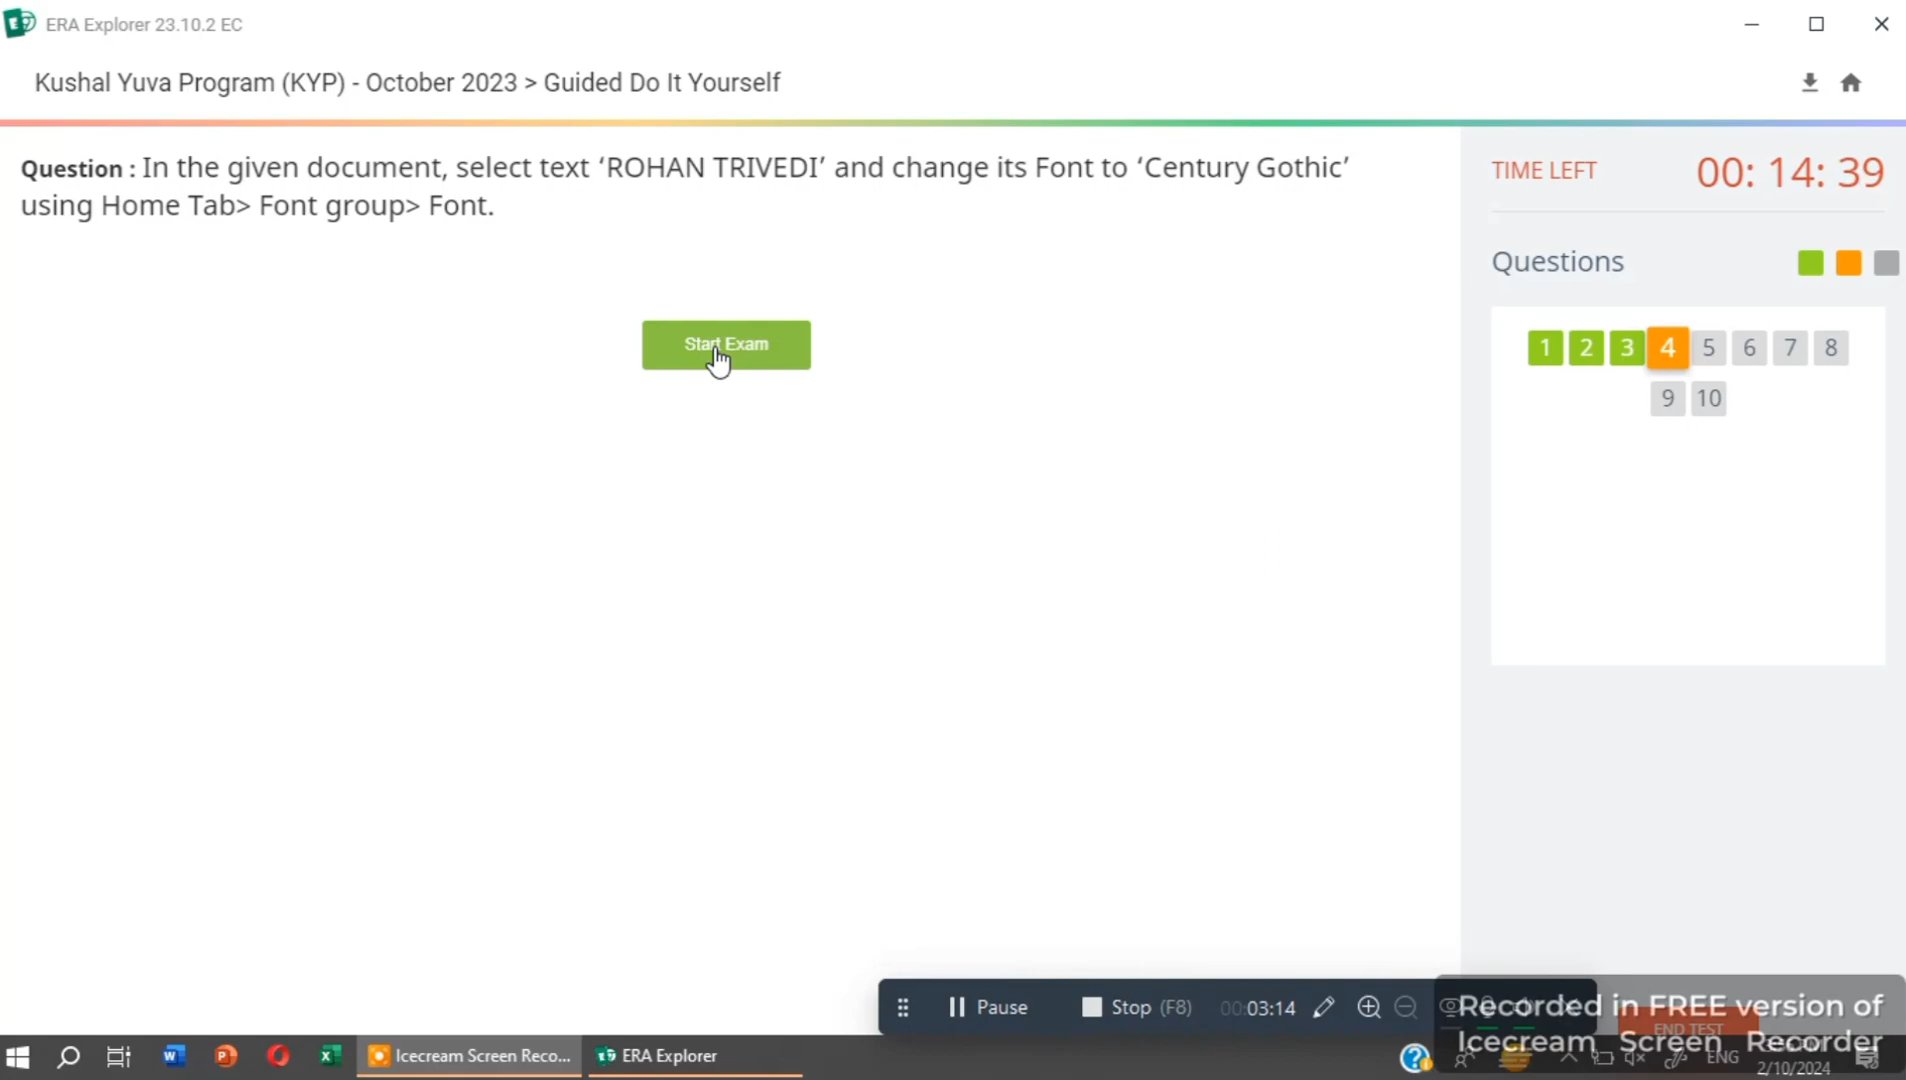 ERA Explorer 23.10.2 EC
Kushal Yuva Program (KYP) - October 2023 > Guided Do It Yourself
Question : In the given document, select text ‘ROHAN TRIVEDI’ and change its Font to ‘Century Gothic’
using Home Tab> Font group> Font.
Start Exam
TIME LEFT 00: 14: 39
Questions
1 2 3 4 5 6 7 8
9 10
Pause Stop (F8) 00:03:14
Recorded in FREE version of
Icecream Screen Recorder
END TEST
Icecream Screen Reco... ERA Explorer
ENG
2/10/2024